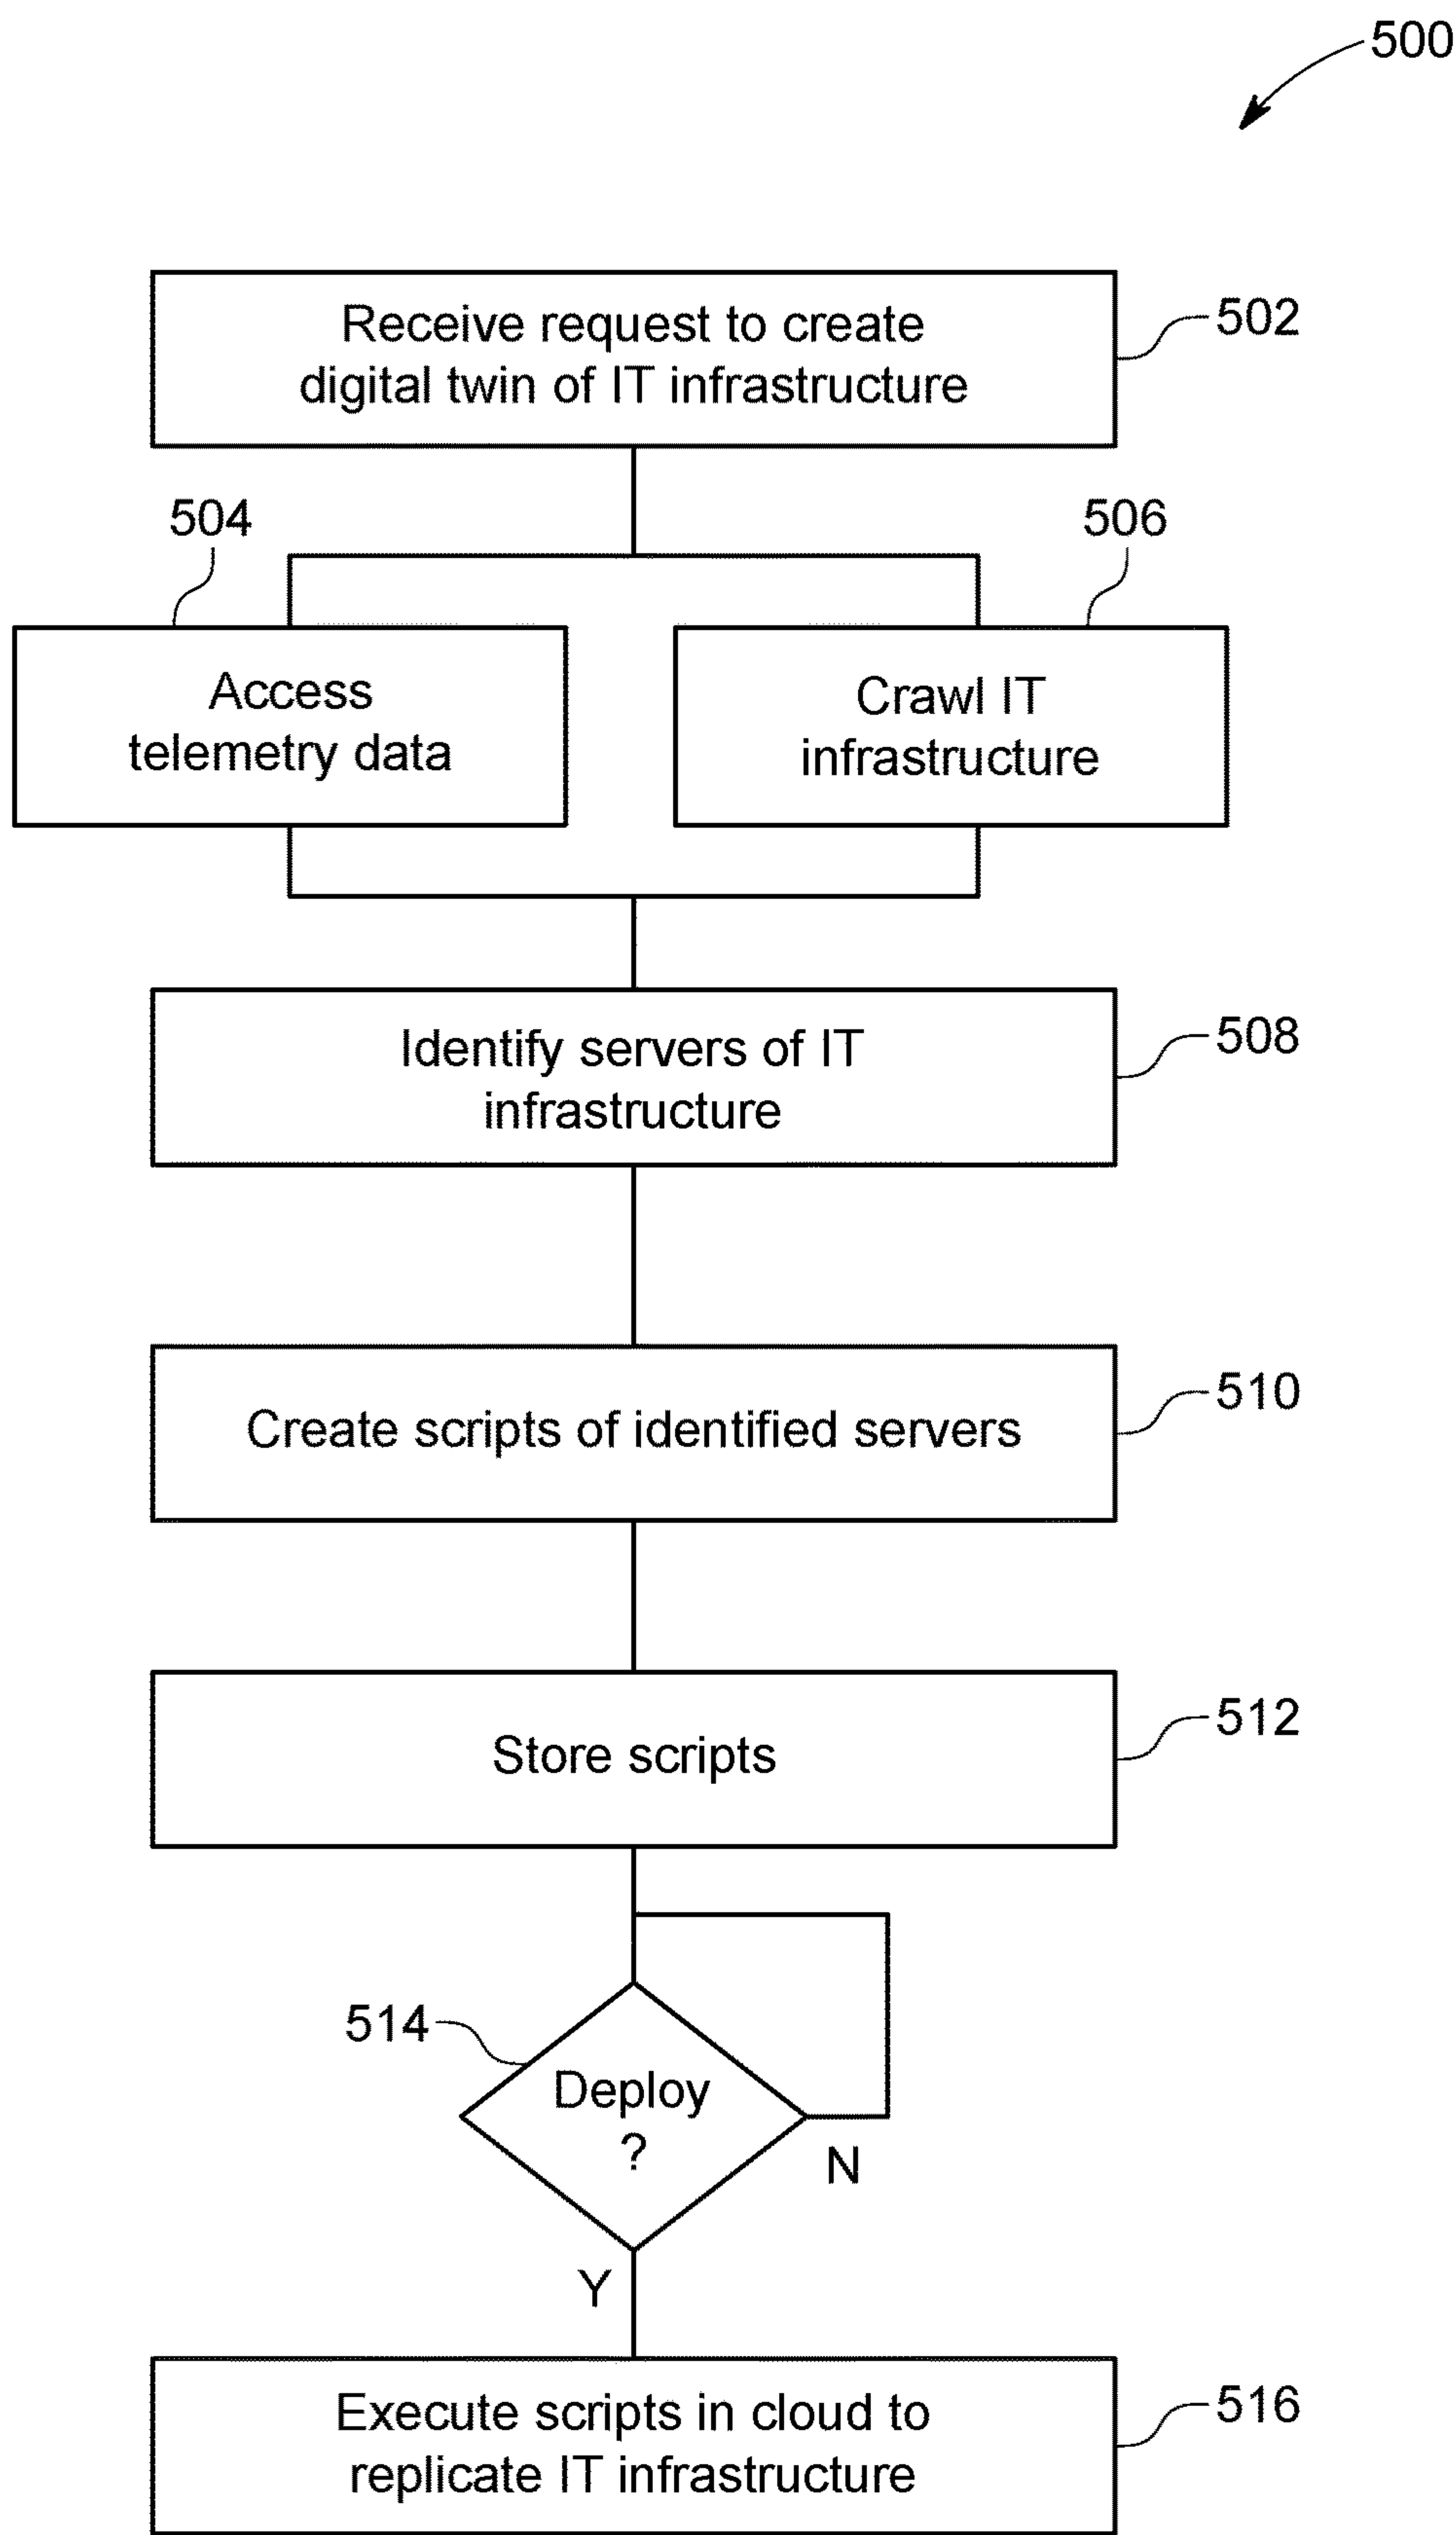 500
Receive request to create
digital twin of IT infrastructure
502
504
506
Access
telemetry data
Crawl IT
infrastructure
Identify servers of IT
infrastructure
508
Create scripts of identified servers
510
Store scripts
512
514
Deploy
?
N
Y
Execute scripts in cloud to
replicate IT infrastructure
516